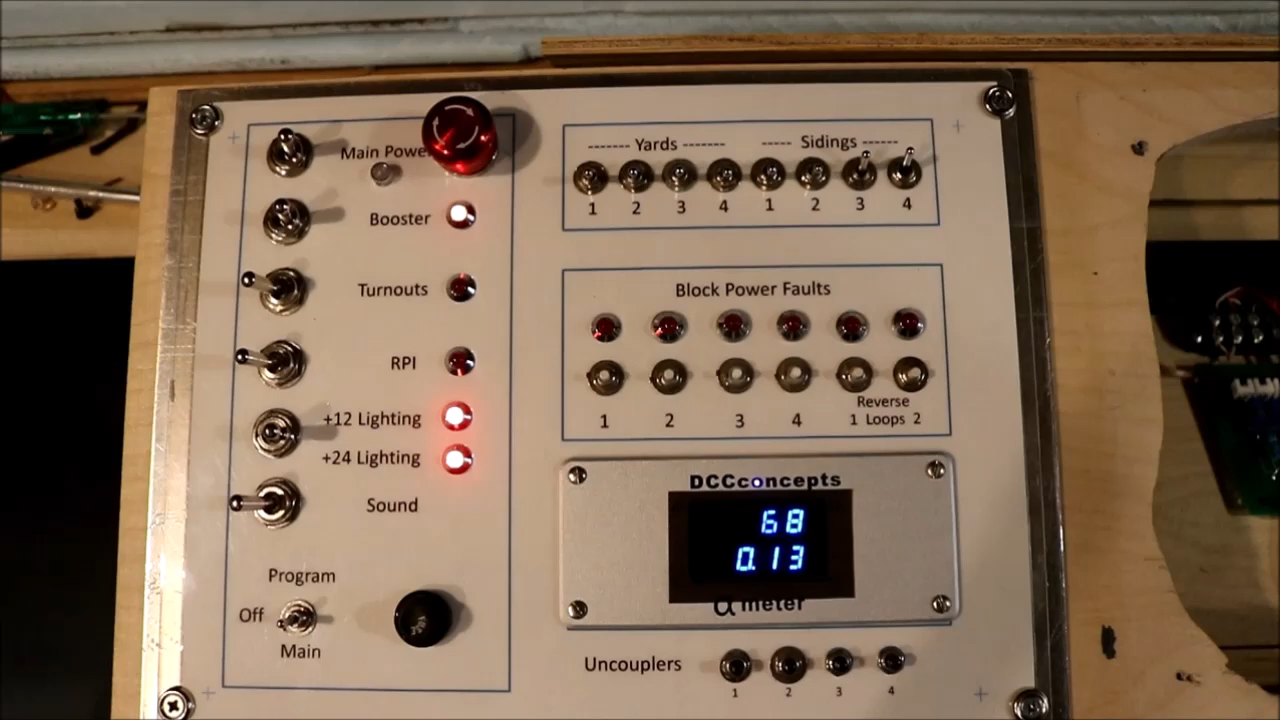 Main Power
Booster
Turnouts
RPI
+12 Lighting
+24 Lighting
Sound
Program
Off
Main
------- Yards -------
----- Sidings ------
1 2 3 4 1 2 3 4
Block Power Faults
1 2 3 4
Reverse
1 Loops 2
DCCconcepts
68
0.13
α meter
Uncouplers
1 2 3 4